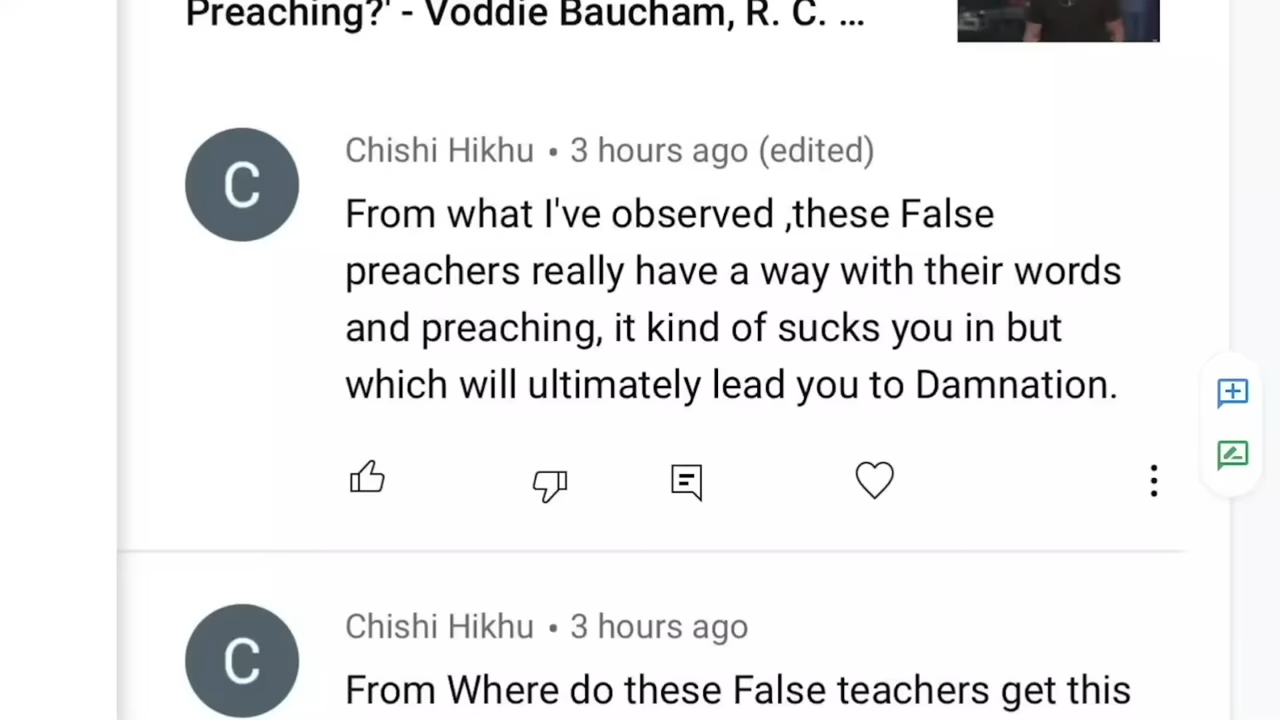 Preaching?' - Voddie Baucham, R. C. ...
C
Chishi Hikhu • 3 hours ago (edited)
From what I've observed ,these False
preachers really have a way with their words
and preaching, it kind of sucks you in but
which will ultimately lead you to Damnation.
C
Chishi Hikhu • 3 hours ago
From Where do these False teachers get this